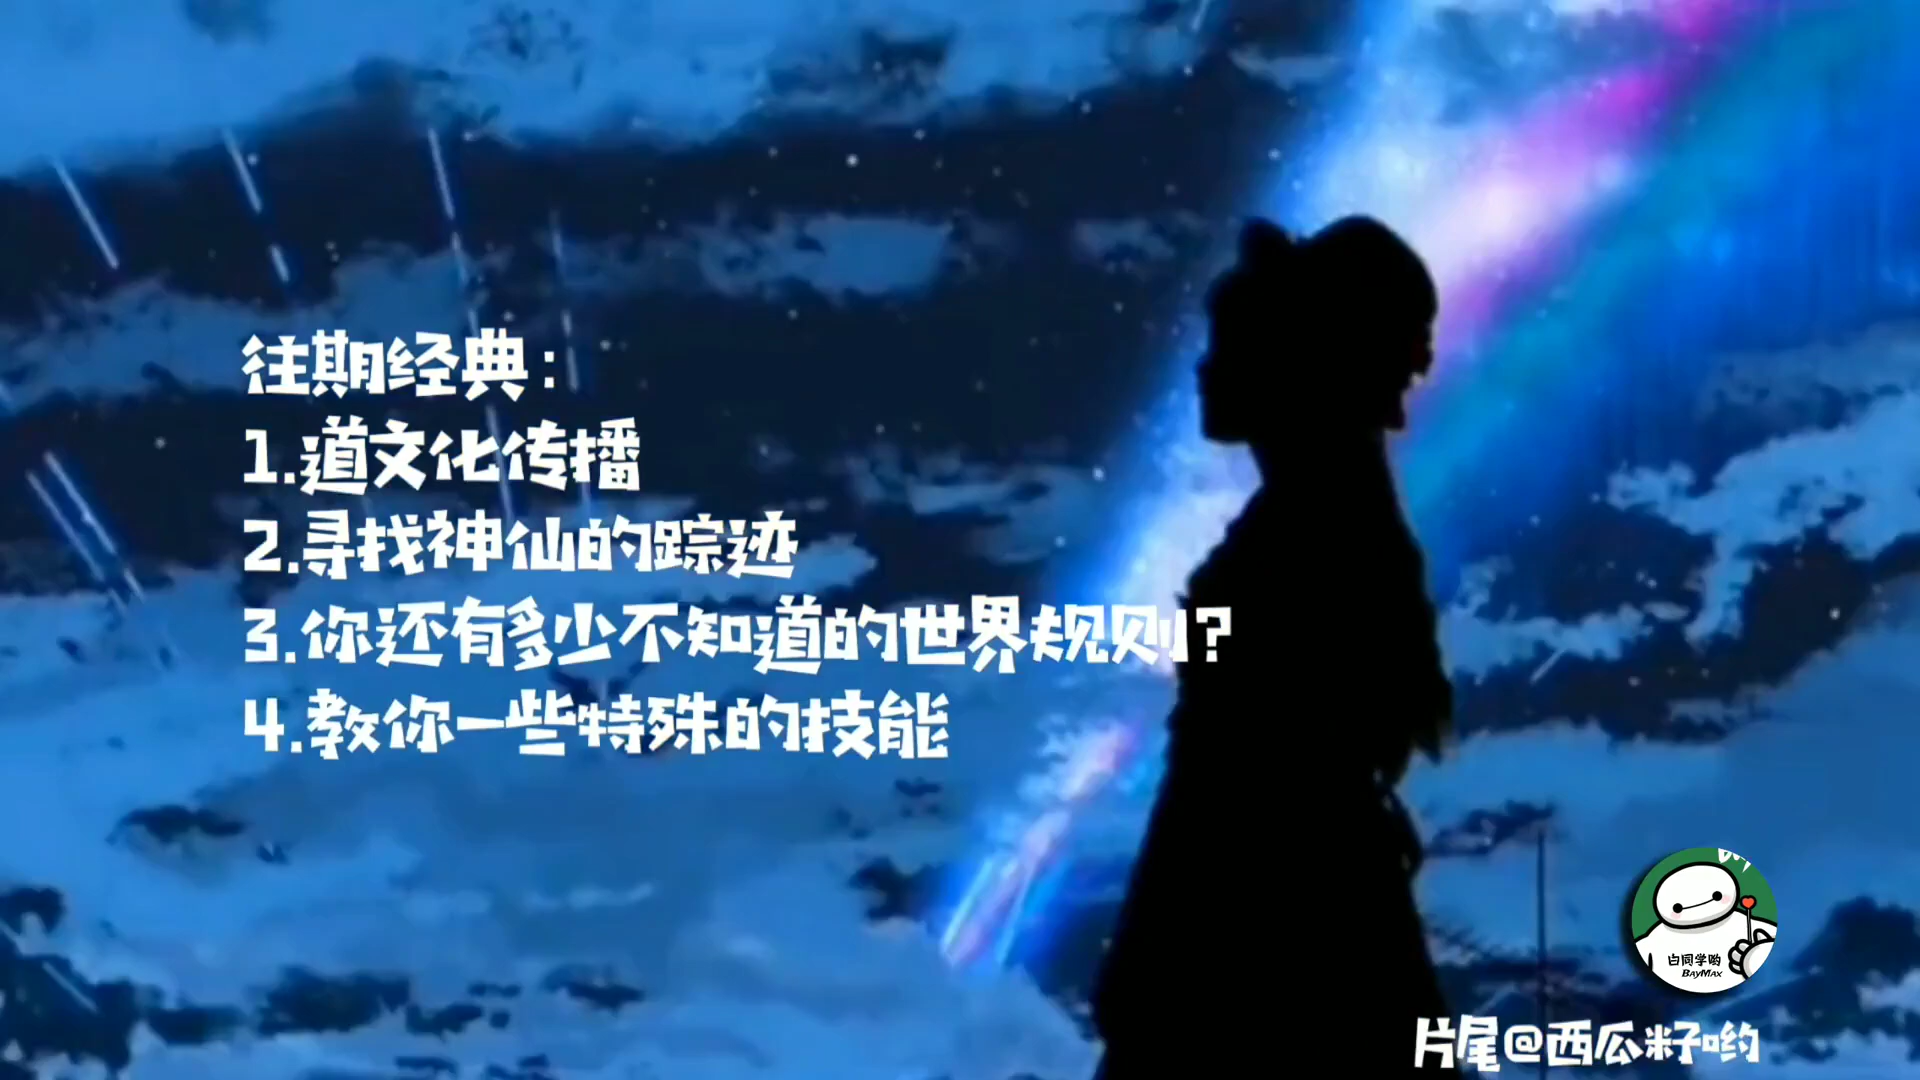 往期经典：
1.道文化传播
2.寻找神仙的踪迹
3.你还有多少不知道的世界规则？
4.教你一些特殊的技能
白同学哟
BAYMAX
片尾@西瓜籽哟